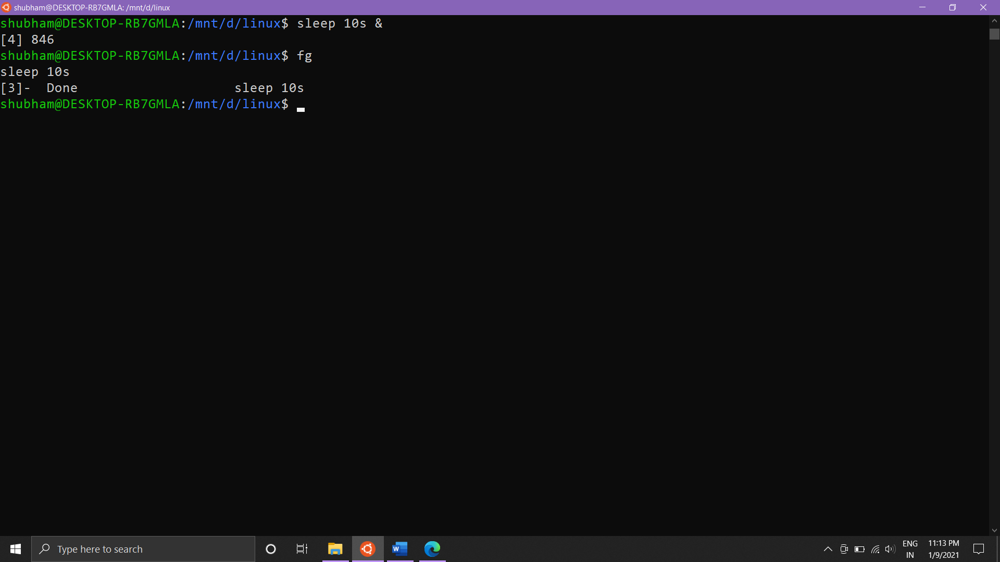 shubham@DESKTOP-RB7GMLA: /mnt/d/linux
shubham@DESKTOP-RB7GMLA:/mnt/d/linux$ sleep 10s &
[4] 846
shubham@DESKTOP-RB7GMLA:/mnt/d/linux$ fg
sleep 10s
[3]-  Done                    sleep 10s
shubham@DESKTOP-RB7GMLA:/mnt/d/linux$
Type here to search
W
ENG
IN
11:13 PM
1/9/2021